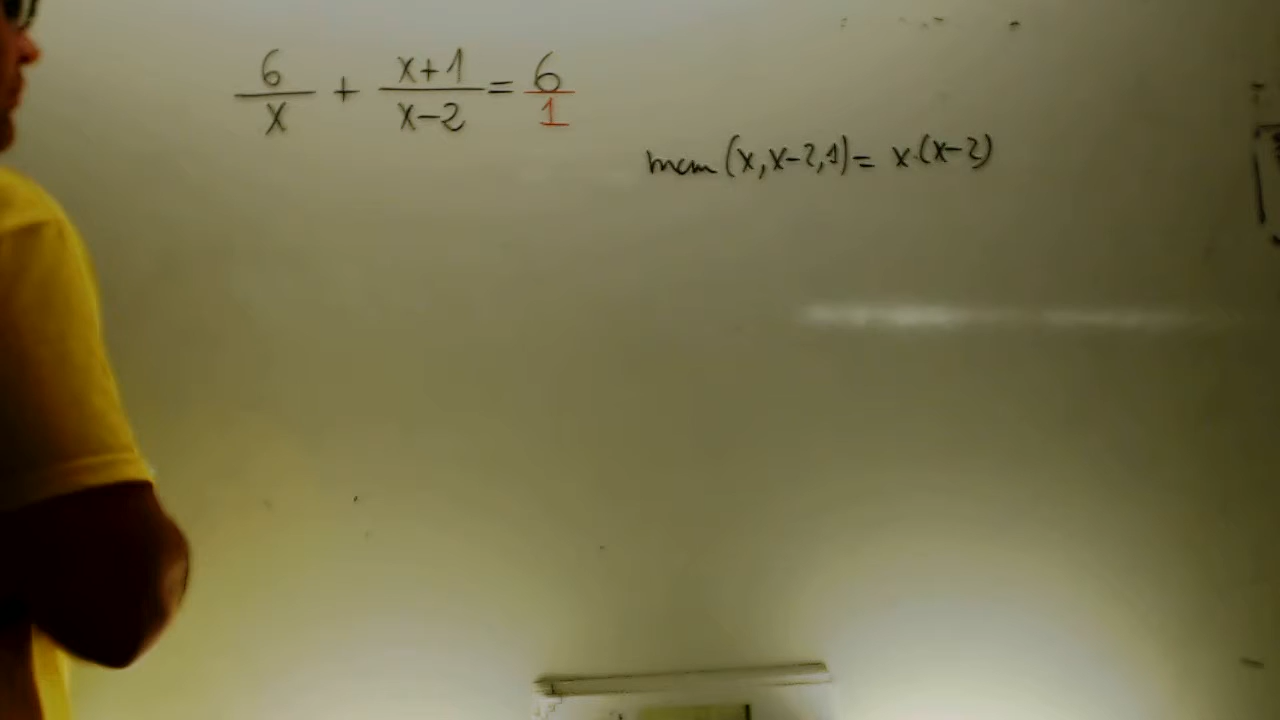 6/x + (x+1)/(x-2) = 6/1
mcm (x, x-2, 1) = x·(x-2)